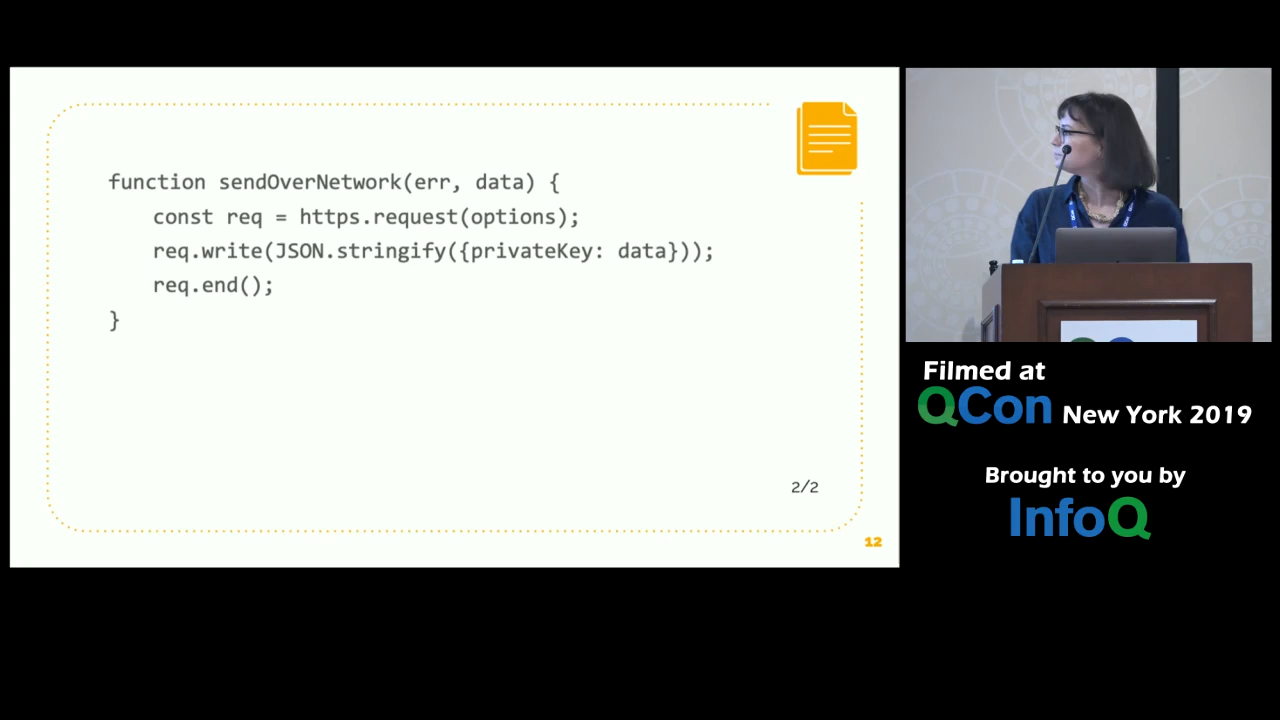 function sendOverNetwork(err, data) {
const req = https.request(options);
req.write(JSON.stringify({privateKey: data}));
req.end();
}
2/2
12
Filmed at
QCon New York 2019
Brought to you by
InfoQ